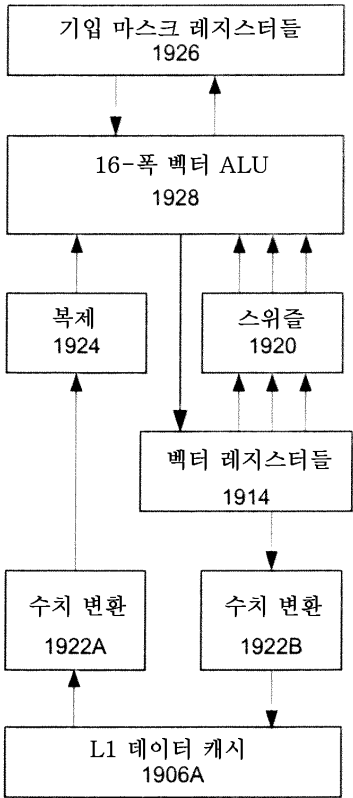 기입 마스크 레지스터들
1926
16-폭 벡터 ALU
1928
복제
1924
스위즐
1920
벡터 레지스터들
1914
수치 변환
1922A
수치 변환
1922B
L1 데이터 캐시
1906A